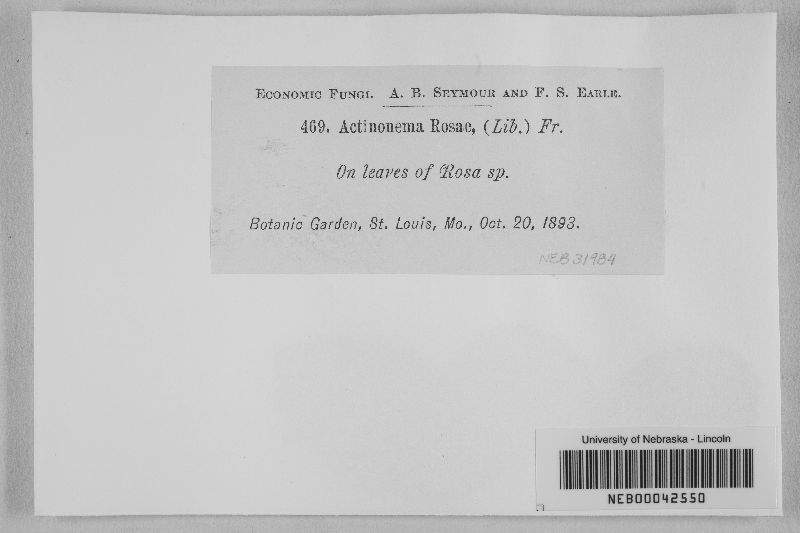 Economic Fungi. A. B. Seymour and F. S. Earle.
469. Actinonema Rosae, (Lib.) Fr.
On leaves of Rosa sp.
Botanic Garden, St. Louis, Mo., Oct. 20, 1893.
NEB 31984
University of Nebraska - Lincoln
NEB00042550